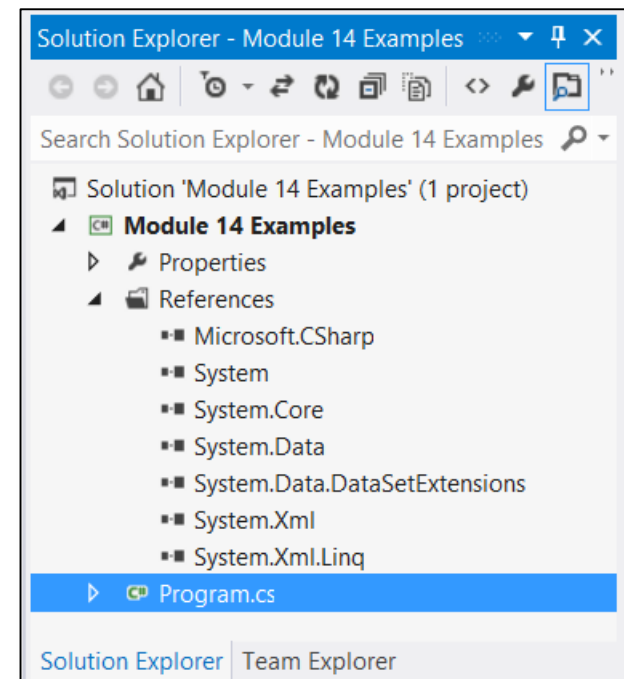 Solution Explorer - Module 14 Examples
Search Solution Explorer - Module 14 Examples
Solution 'Module 14 Examples' (1 project)
C# Module 14 Examples
Properties
References
Microsoft.CSharp
System
System.Core
System.Data
System.Data.DataSetExtensions
System.Xml
System.Xml.Linq
C# Program.cs
Solution Explorer Team Explorer